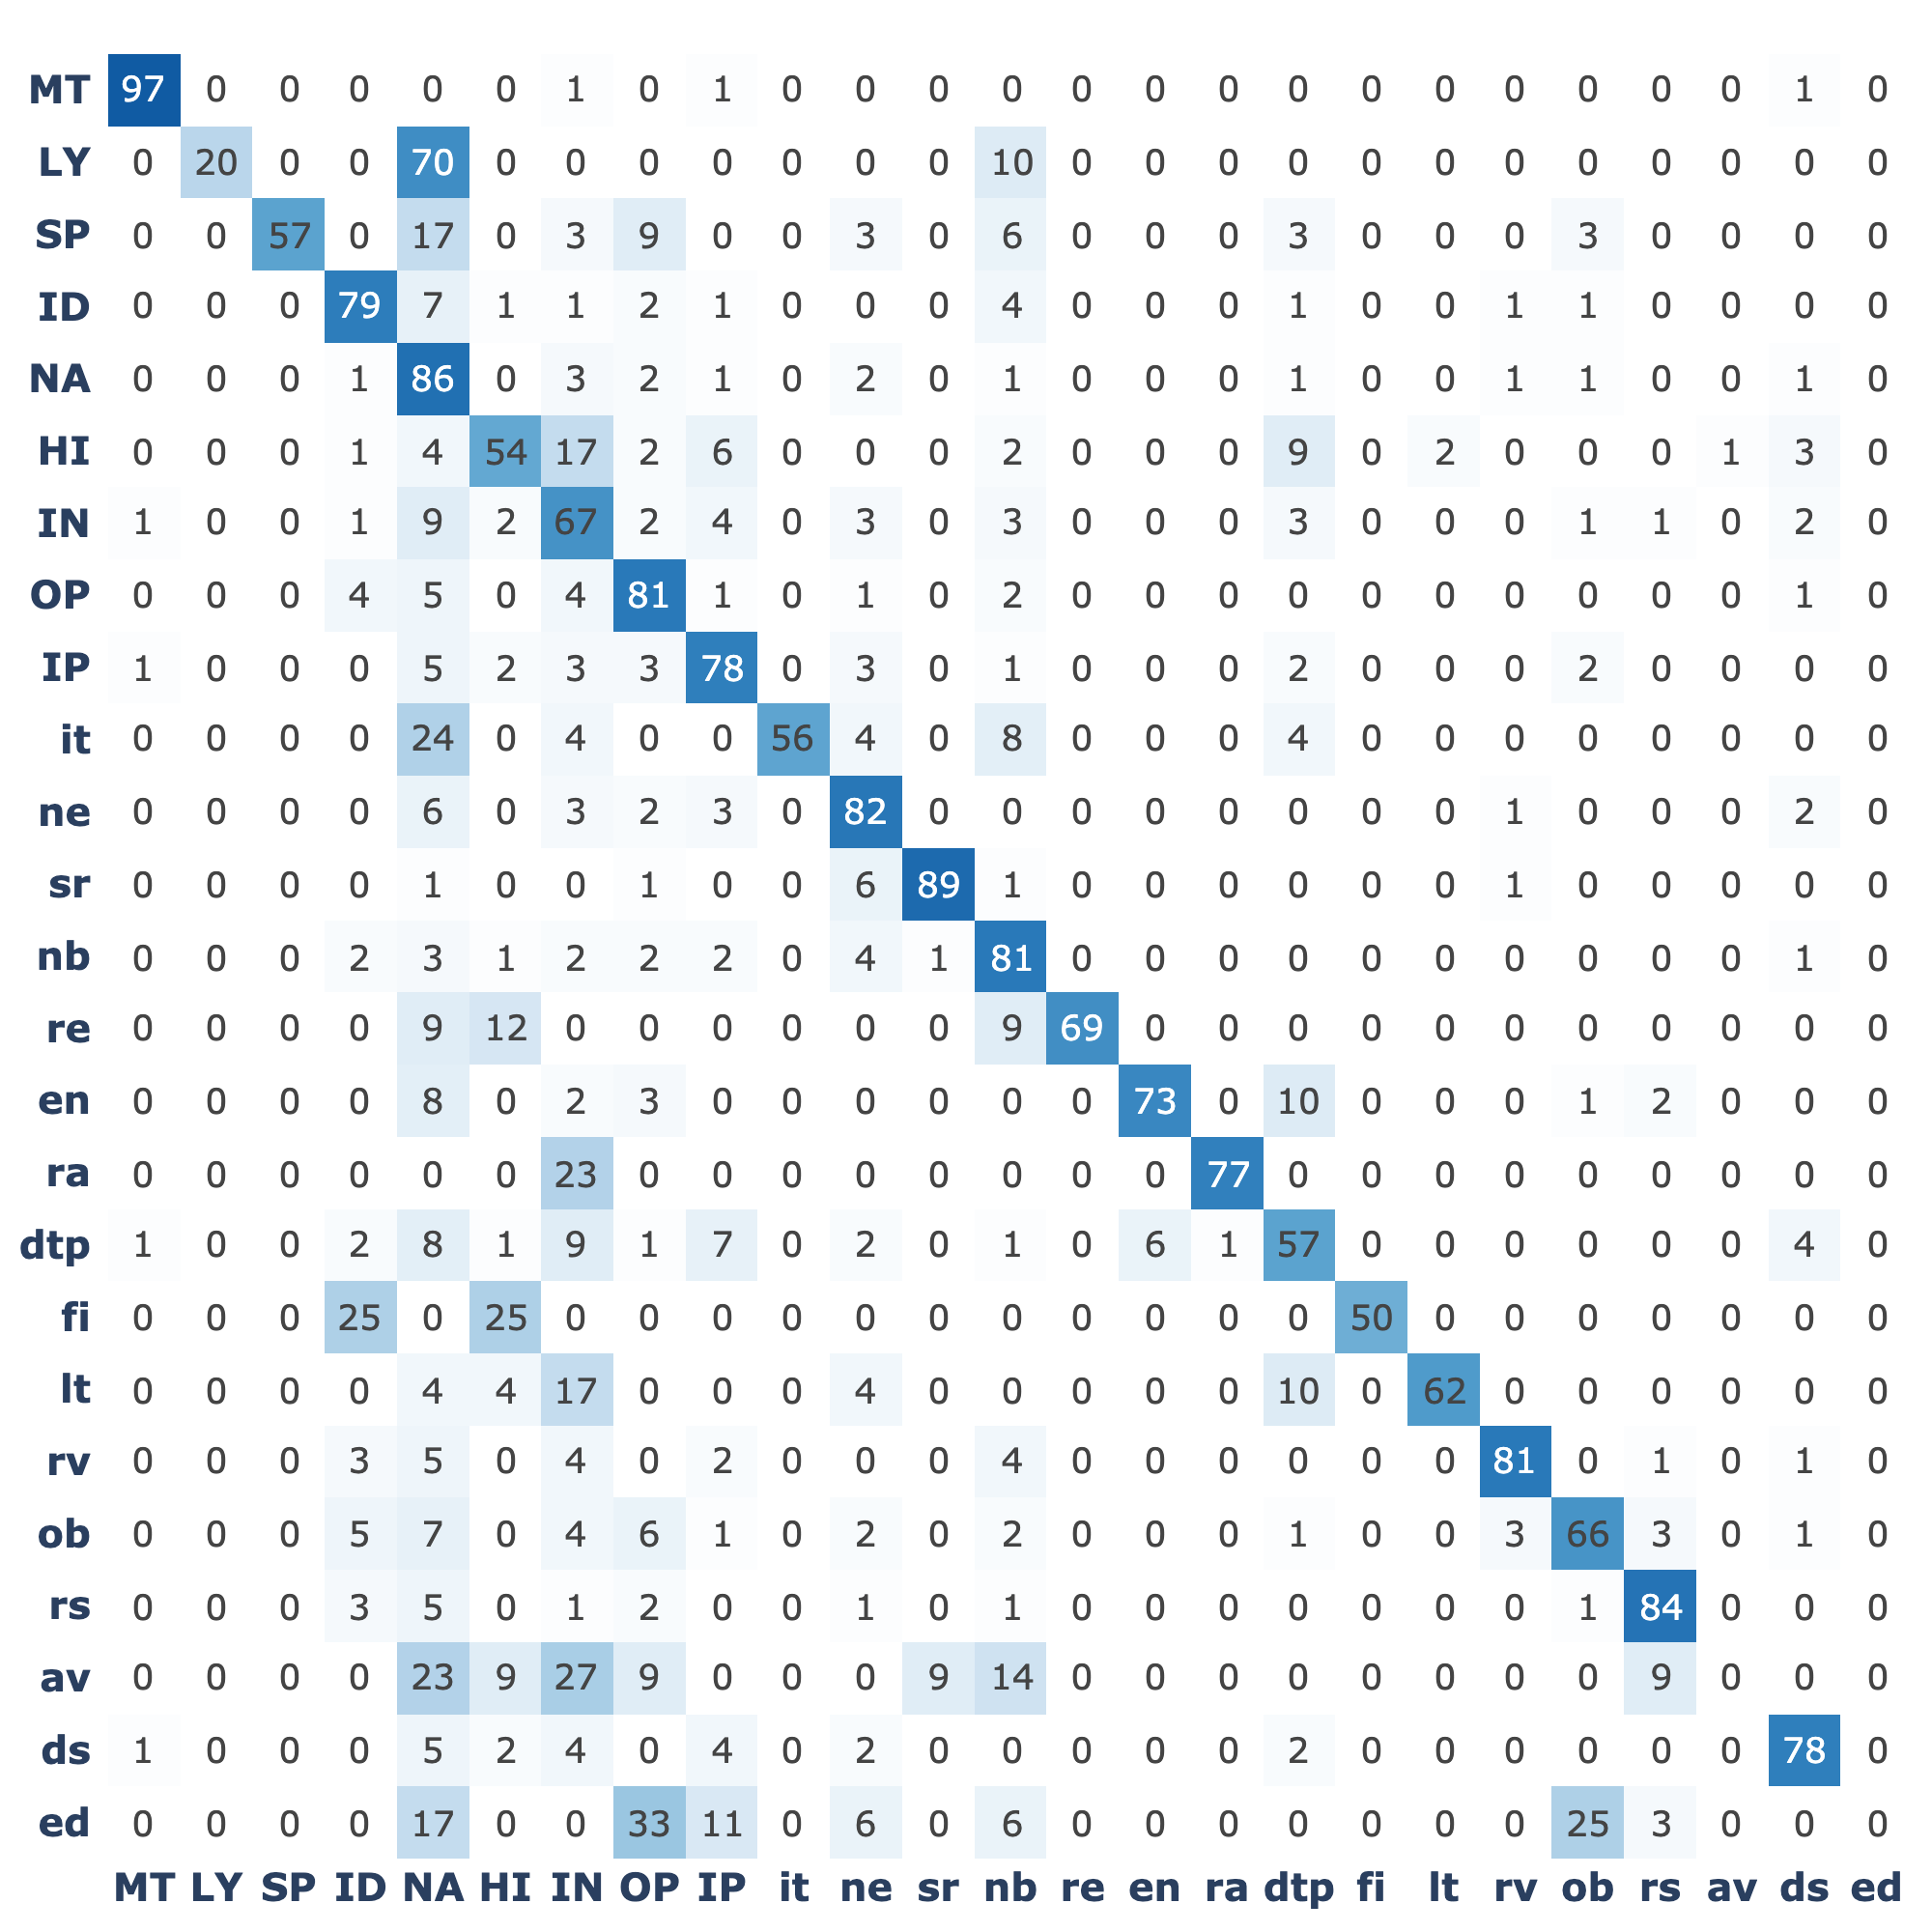 MT 97 0 0 0 0 0 1 0 1 0 0 0 0 0 0 0 0 0 0 0 0 0 0 1 0
LY 0 20 0 0 70 0 0 0 0 0 0 0 10 0 0 0 0 0 0 0 0 0 0 0 0
SP 0 0 57 0 17 0 3 9 0 0 3 0 6 0 0 0 3 0 0 0 3 0 0 0 0
ID 0 0 0 79 7 1 1 2 1 0 0 0 4 0 0 0 1 0 0 1 1 0 0 0 0
NA 0 0 0 1 86 0 3 2 1 0 2 0 1 0 0 0 1 0 0 1 1 0 0 1 0
HI 0 0 0 1 4 54 17 2 6 0 0 0 2 0 0 0 9 0 2 0 0 0 1 3 0
IN 1 0 0 1 9 2 67 2 4 0 3 0 3 0 0 0 3 0 0 0 1 1 0 2 0
OP 0 0 0 4 5 0 4 81 1 0 1 0 2 0 0 0 0 0 0 0 0 0 0 1 0
IP 1 0 0 0 5 2 3 3 78 0 3 0 1 0 0 0 2 0 0 0 2 0 0 0 0
it 0 0 0 0 24 0 4 0 0 56 4 0 8 0 0 0 4 0 0 0 0 0 0 0 0
ne 0 0 0 0 6 0 3 2 3 0 82 0 0 0 0 0 0 0 0 1 0 0 0 2 0
sr 0 0 0 0 1 0 0 1 0 0 6 89 1 0 0 0 0 0 0 1 0 0 0 0 0
nb 0 0 0 2 3 1 2 2 2 0 4 1 81 0 0 0 0 0 0 0 0 0 0 1 0
re 0 0 0 0 9 12 0 0 0 0 0 0 9 69 0 0 0 0 0 0 0 0 0 0 0
en 0 0 0 0 8 0 2 3 0 0 0 0 0 0 73 0 10 0 0 0 1 2 0 0 0
ra 0 0 0 0 0 0 23 0 0 0 0 0 0 0 0 77 0 0 0 0 0 0 0 0 0
dtp 1 0 0 2 8 1 9 1 7 0 2 0 1 0 6 1 57 0 0 0 0 0 0 4 0
fi 0 0 0 25 0 25 0 0 0 0 0 0 0 0 0 0 0 50 0 0 0 0 0 0 0
lt 0 0 0 0 4 4 17 0 0 0 4 0 0 0 0 0 10 0 62 0 0 0 0 0 0
rv 0 0 0 3 5 0 4 0 2 0 0 0 4 0 0 0 0 0 0 81 0 1 0 1 0
ob 0 0 0 5 7 0 4 6 1 0 2 0 2 0 0 0 1 0 0 3 66 3 0 1 0
rs 0 0 0 3 5 0 1 2 0 0 1 0 1 0 0 0 0 0 0 0 1 84 0 0 0
av 0 0 0 0 23 9 27 9 0 0 0 9 14 0 0 0 0 0 0 0 0 9 0 0 0
ds 1 0 0 0 5 2 4 0 4 0 2 0 0 0 0 0 2 0 0 0 0 0 0 78 0
ed 0 0 0 0 17 0 0 33 11 0 6 0 6 0 0 0 0 0 0 0 25 3 0 0 0
MT LY SP ID NA HI IN OP IP it ne sr nb re en ra dtp fi lt rv ob rs av ds ed